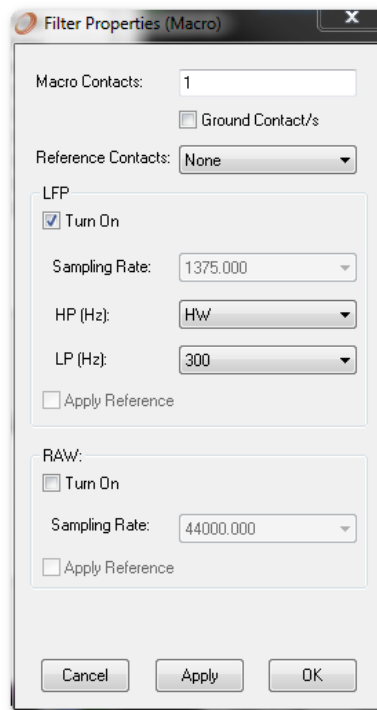 Filter Properties (Macro)
x
Macro Contacts: 1
Ground Contact/s
Reference Contacts: None
LFP
Turn On
Sampling Rate: 1375.000
HP (Hz): HW
LP (Hz): 300
Apply Reference
RAW:
Turn On
Sampling Rate: 44000.000
Apply Reference
Cancel Apply OK